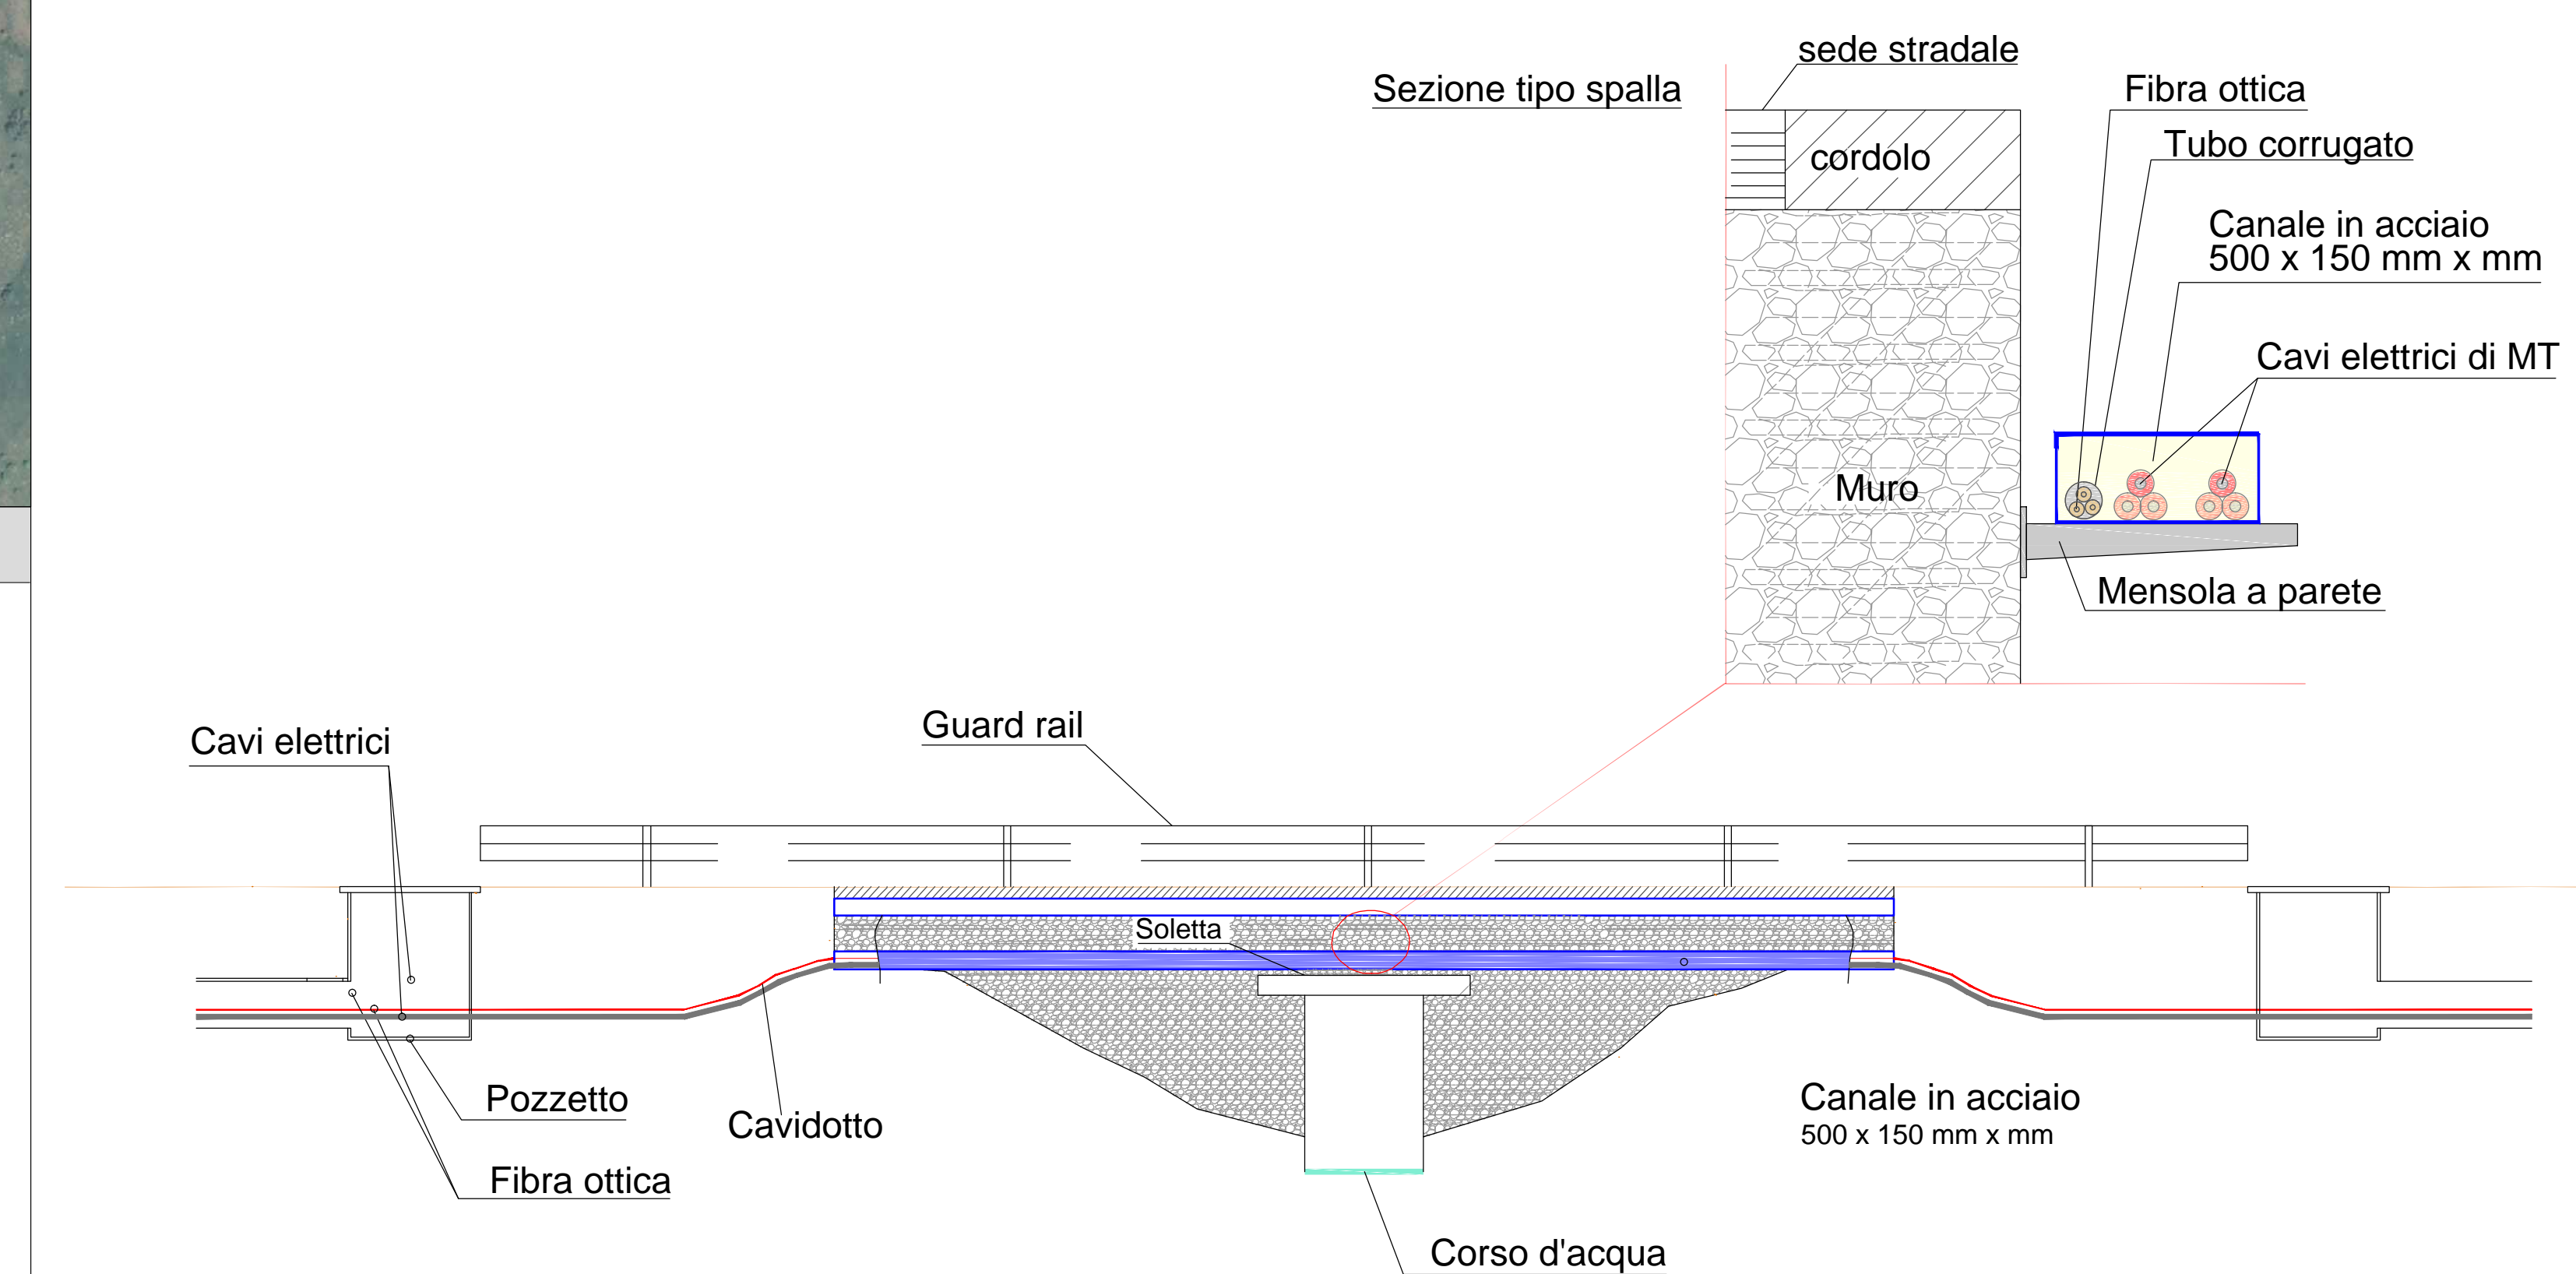 sede stradale
Sezione tipo spalla
Fibra ottica
Tubo corrugato
cordolo
Canale in acciaio
500 x 150 mm x mm
Cavi elettrici di MT
Muro
Mensola a parete
Guard rail
Cavi elettrici
Soletta
Pozzetto
Cavidotto
Canale in acciaio
500 x 150 mm x mm
Fibra ottica
Corso d'acqua